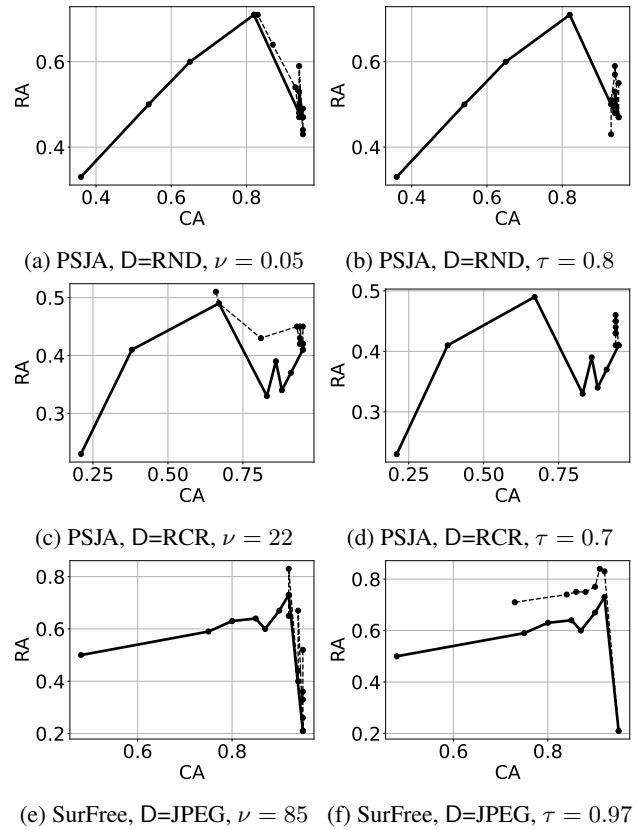 0.6
0.4
RA
0.4 0.6 0.8
CA
(a) PSJA, D=RND, ν = 0.05
0.6
0.4
RA
0.4 0.6 0.8
CA
(b) PSJA, D=RND, τ = 0.8
0.5
0.4
0.3
RA
0.25 0.50 0.75
CA
(c) PSJA, D=RCR, ν = 22
0.5
0.4
0.3
RA
0.25 0.50 0.75
CA
(d) PSJA, D=RCR, τ = 0.7
0.8
0.6
0.4
0.2
RA
0.6 0.8
CA
(e) SurFree, D=JPEG, ν = 85
0.8
0.6
0.4
0.2
RA
0.6 0.8
CA
(f) SurFree, D=JPEG, τ = 0.97